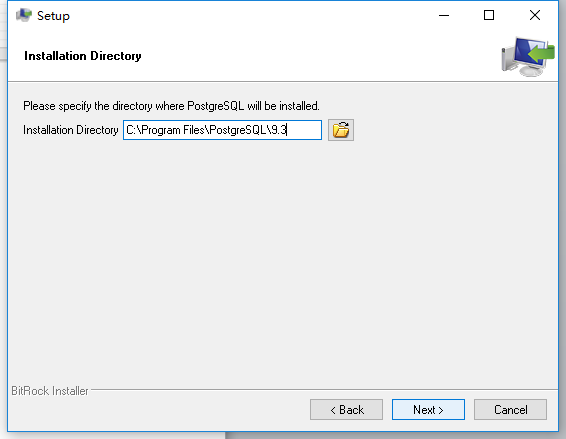 Setup
Installation Directory
Please specify the directory where PostgreSQL will be installed.
Installation Directory C:\Program Files\PostgreSQL\9.3
BitRock Installer
< Back Next > Cancel